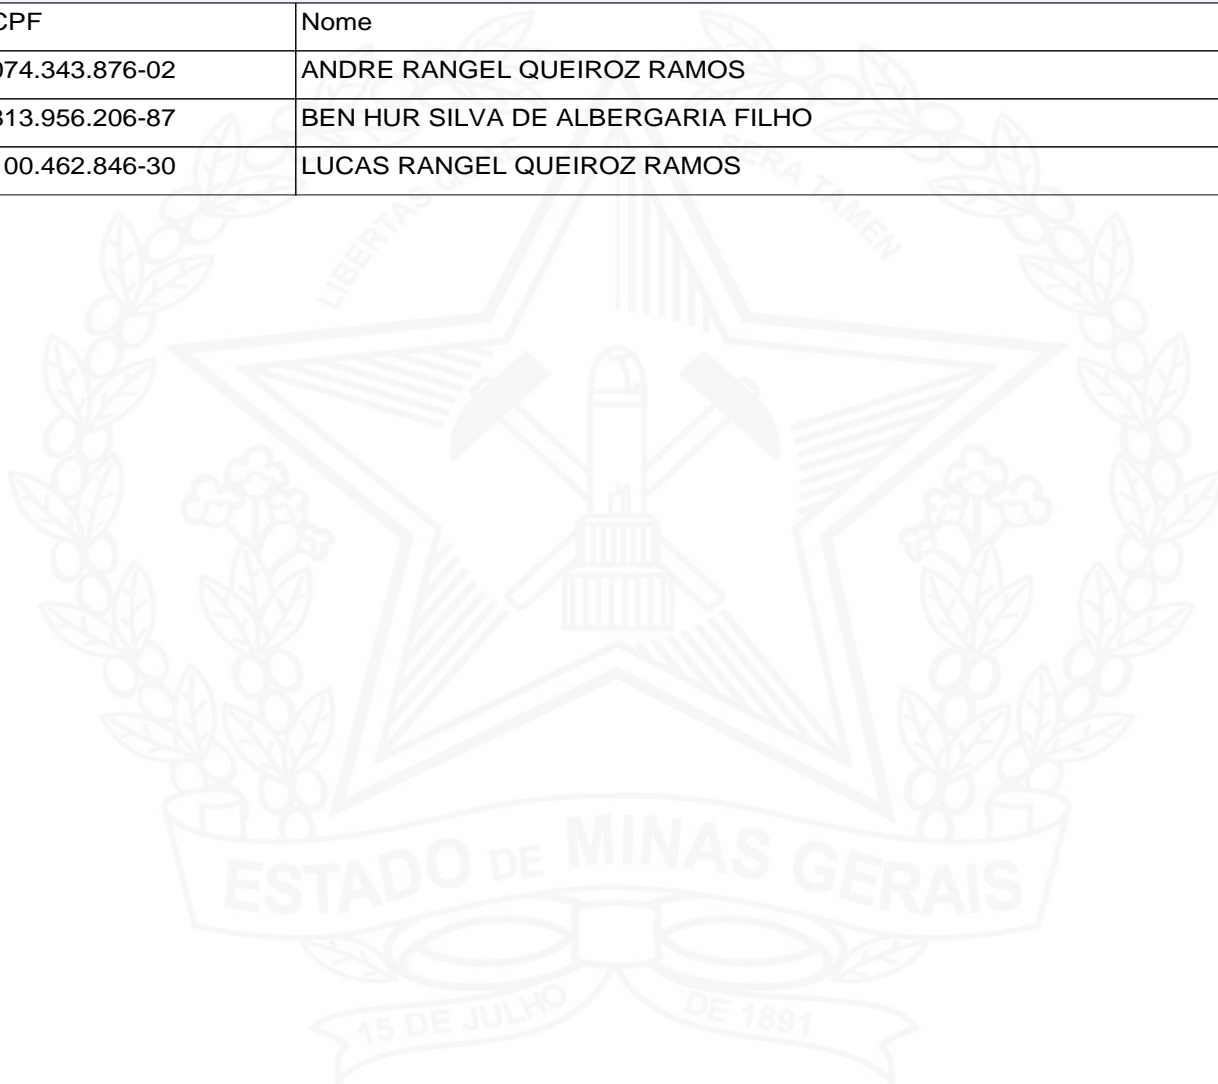 CPF Nome
074.343.876-02 ANDRE RANGEL QUEIROZ RAMOS
813.956.206-87 BEN HUR SILVA DE ALBERGARIA FILHO
00.462.846-30 LUCAS RANGEL QUEIROZ RAMOS
LIBERTAS QUE SERA TAMEN
ESTADO DE MINAS GERAIS
15 DE JULHO DE 1891